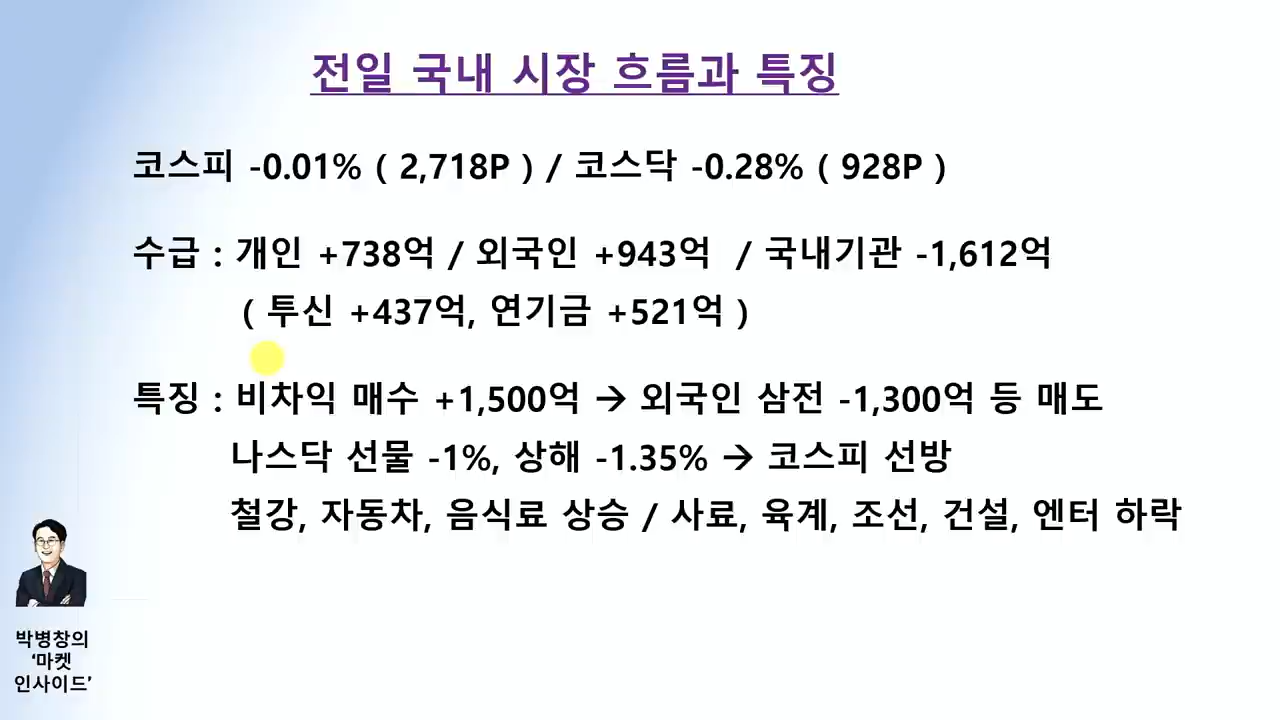 전일 국내 시장 흐름과 특징
코스피 -0.01% ( 2,718P ) / 코스닥 -0.28% ( 928P )
수급 : 개인 +738억 / 외국인 +943억 / 국내기관 -1,612억
( 투신 +437억, 연기금 +521억 )
특징 : 비차익 매수 +1,500억 → 외국인 삼전 -1,300억 등 매도
나스닥 선물 -1%, 상해 -1.35% → 코스피 선방
철강, 자동차, 음식료 상승 / 사료, 육계, 조선, 건설, 엔터 하락
박병창의
‘마켓
인사이드’